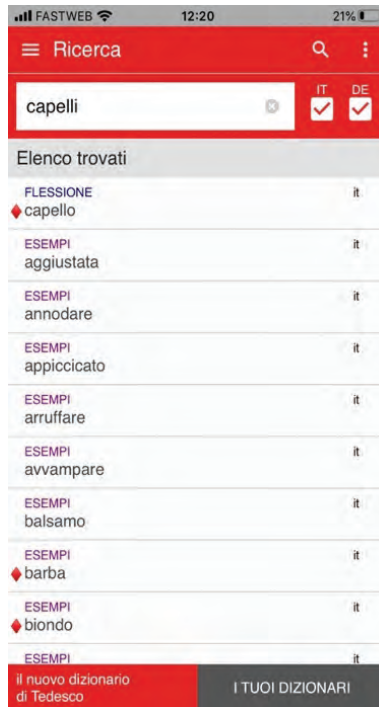 FASTWEB 12:20 21%
Ricerca
IT DE
capelli
Elenco trovati
FLESSIONE it
capello
ESEMPI it
aggiustata
ESEMPI it
annodare
ESEMPI it
appiccicato
ESEMPI it
arruffare
ESEMPI it
avvampare
ESEMPI it
balsamo
ESEMPI it
barba
ESEMPI it
biondo
ESEMPI it
il nuovo dizionario
di Tedesco
I TUOI DIZIONARI